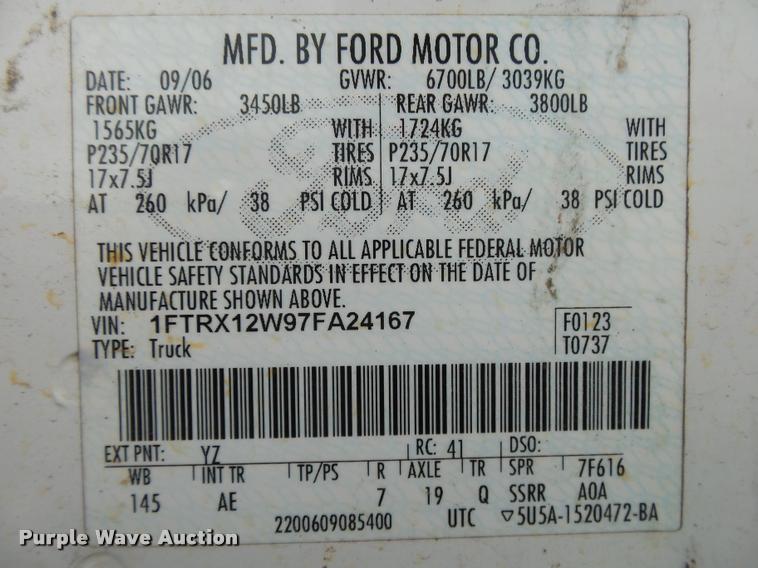 MFD. BY FORD MOTOR CO.
DATE: 09/06 GVWR: 6700LB/ 3039KG
FRONT GAWR: 3450LB REAR GAWR: 3800LB
1565KG WITH 1724KG WITH
P235/70R17 TIRES P235/70R17 TIRES
17x7.5J RIMS 17x7.5J RIMS
AT 260 kPa/ 38 PSI COLD AT 260 kPa/ 38 PSI COLD
THIS VEHICLE CONFORMS TO ALL APPLICABLE FEDERAL MOTOR
VEHICLE SAFETY STANDARDS IN EFFECT ON THE DATE OF
MANUFACTURE SHOWN ABOVE.
VIN: 1FTRX12W97FA24167 F0123
TYPE: Truck T0737
EXT PNT: YZ RC: 41 DSO:
WB INT TR TP/PS R AXLE TR SPR 7F616
145 AE 7 19 Q SSRR A0A
2200609085400 UTC ▽5U5A-1520472-BA
Ford
Purple Wave Auction